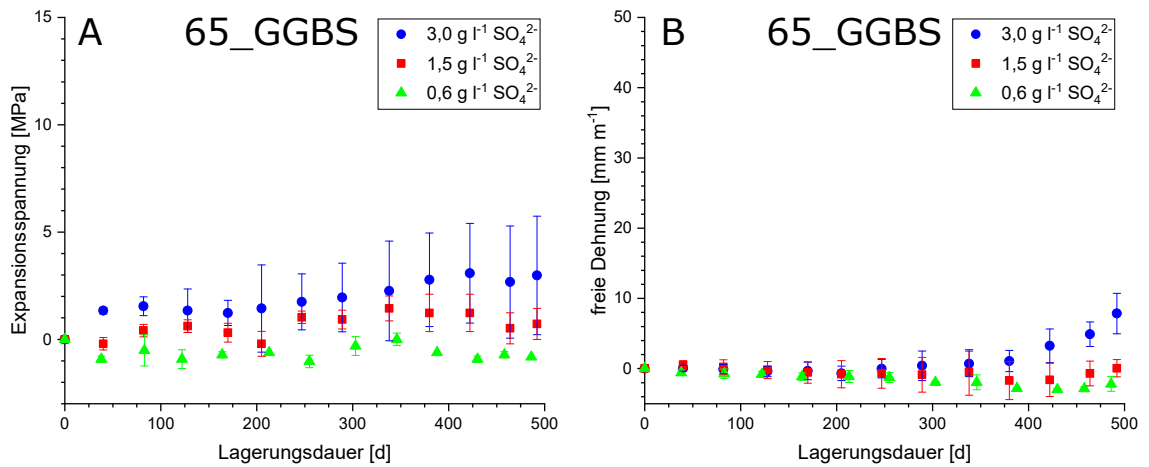 A 65_GGBS
3,0 g l⁻¹ SO₄²⁻
1,5 g l⁻¹ SO₄²⁻
0,6 g l⁻¹ SO₄²⁻
Expansionsspannung [MPa]
15
10
5
0
0 100 200 300 400 500
Lagerungsdauer [d]
B 65_GGBS
3,0 g l⁻¹ SO₄²⁻
1,5 g l⁻¹ SO₄²⁻
0,6 g l⁻¹ SO₄²⁻
freie Dehnung [mm m⁻¹]
50
40
30
20
10
0
0 100 200 300 400 500
Lagerungsdauer [d]